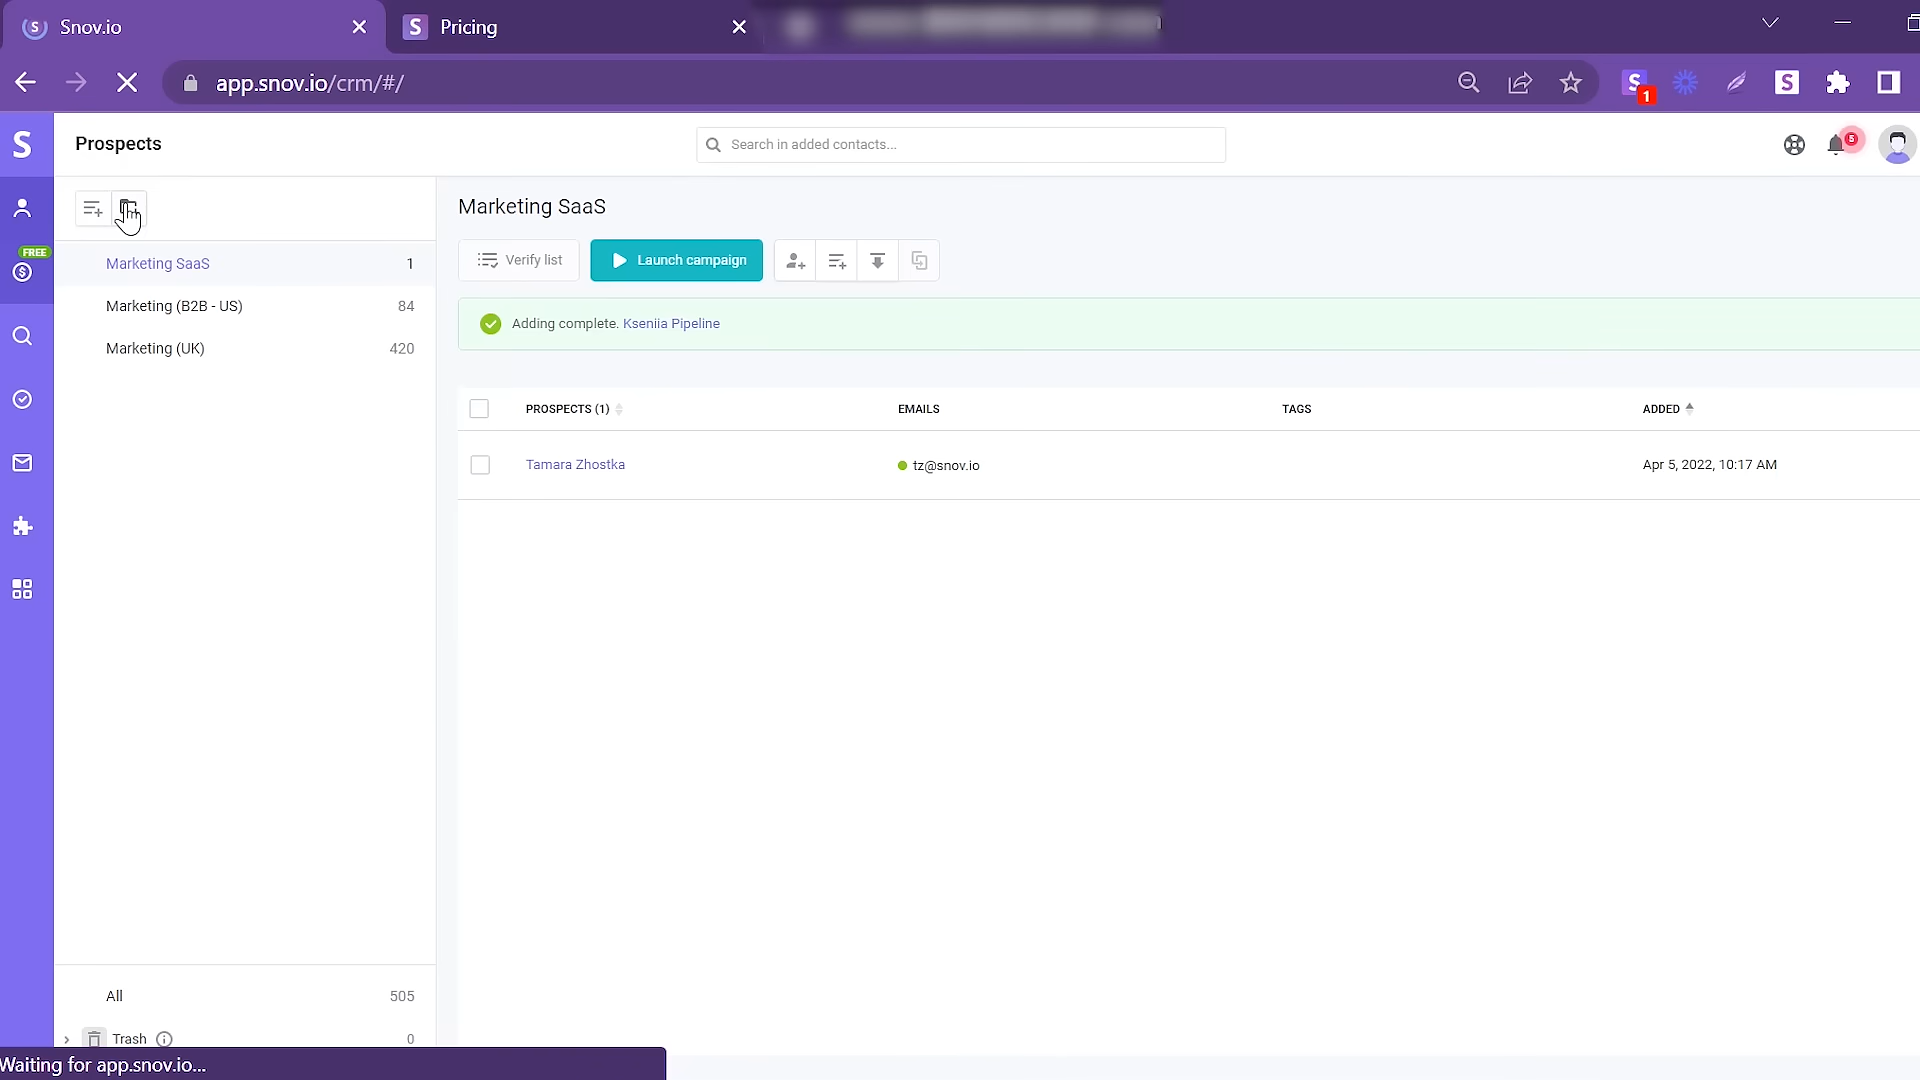 S Snov.io
S Pricing
app.snov.io/crm/#/
S 1 S
S Prospects
Search in added contacts...
5
Marketing SaaS
FREE
Verify list
Launch campaign
Marketing SaaS 1
Marketing (B2B - US) 84
Marketing (UK) 420
Adding complete. Kseniia Pipeline
PROSPECTS (1) EMAILS TAGS ADDED
Tamara Zhostka tz@snov.io Apr 5, 2022, 10:17 AM
All 505
Trash 0
Waiting for app.snov.io...